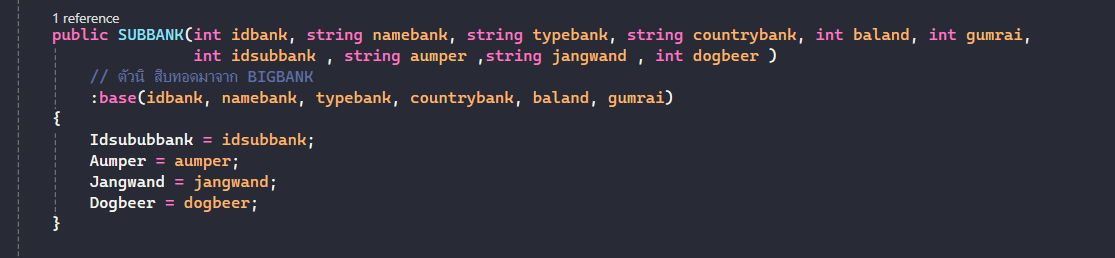 1 reference
public SUBBANK(int idbank, string namebank, string typebank, string countrybank, int baland, int gumrai,
int idsubbank , string aumper ,string jangwand , int dogbeer )
// ตัวนิ สืบทอดมาจาก BIGBANK
:base(idbank, namebank, typebank, countrybank, baland, gumrai)
{
Idsububbank = idsubbank;
Aumper = aumper;
Jangwand = jangwand;
Dogbeer = dogbeer;
}